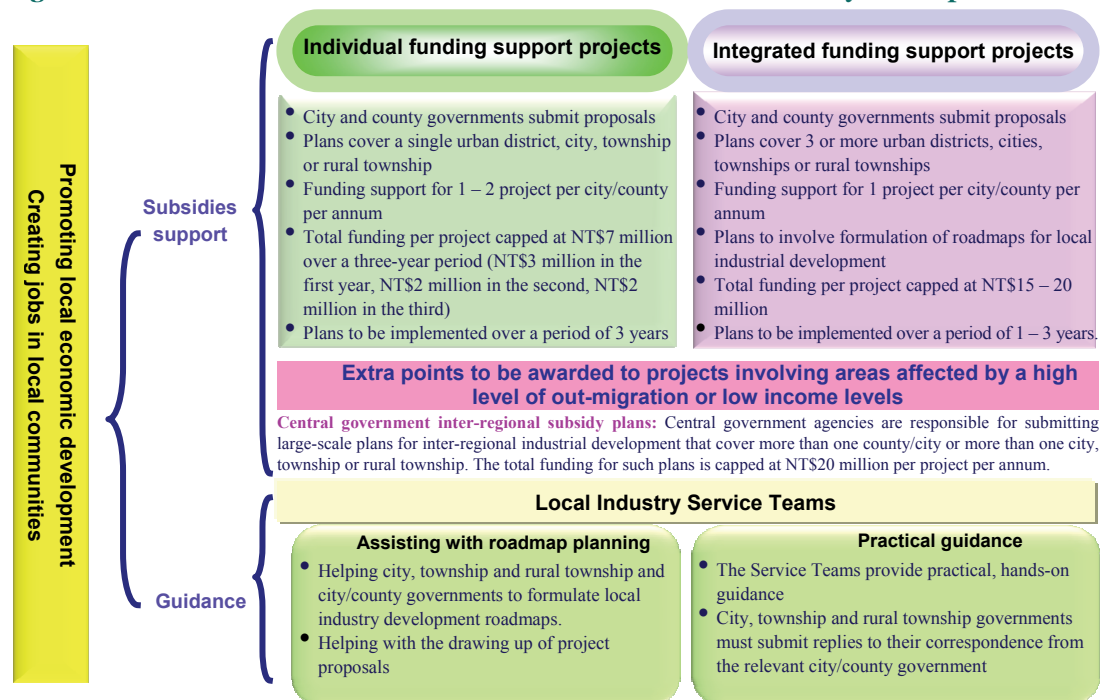 Promoting local economic development
Creating jobs in local communities
Subsidies
support
Individual funding support projects
• City and county governments submit proposals
• Plans cover a single urban district, city, township
or rural township
• Funding support for 1 – 2 project per city/county
per annum
• Total funding per project capped at NT$7 million
over a three-year period (NT$3 million in the
first year, NT$2 million in the second, NT$2
million in the third)
• Plans to be implemented over a period of 3 years
Integrated funding support projects
• City and county governments submit proposals
• Plans cover 3 or more urban districts, cities,
townships or rural townships
• Funding support for 1 project per city/county per
annum
• Plans to involve formulation of roadmaps for local
industrial development
• Total funding per project capped at NT$15 – 20
million
• Plans to be implemented over a period of 1 – 3 years.
Extra points to be awarded to projects involving areas affected by a high
level of out-migration or low income levels
Central government inter-regional subsidy plans: Central government agencies are responsible for submitting
large-scale plans for inter-regional industrial development that cover more than one county/city or more than one city,
township or rural township. The total funding for such plans is capped at NT$20 million per project per annum.
Guidance
Local Industry Service Teams
Assisting with roadmap planning
• Helping city, township and rural township and
city/county governments to formulate local
industry development roadmaps.
• Helping with the drawing up of project
proposals
Practical guidance
• The Service Teams provide practical, hands-on
guidance
• City, township and rural township governments
must submit replies to their correspondence from
the relevant city/county government